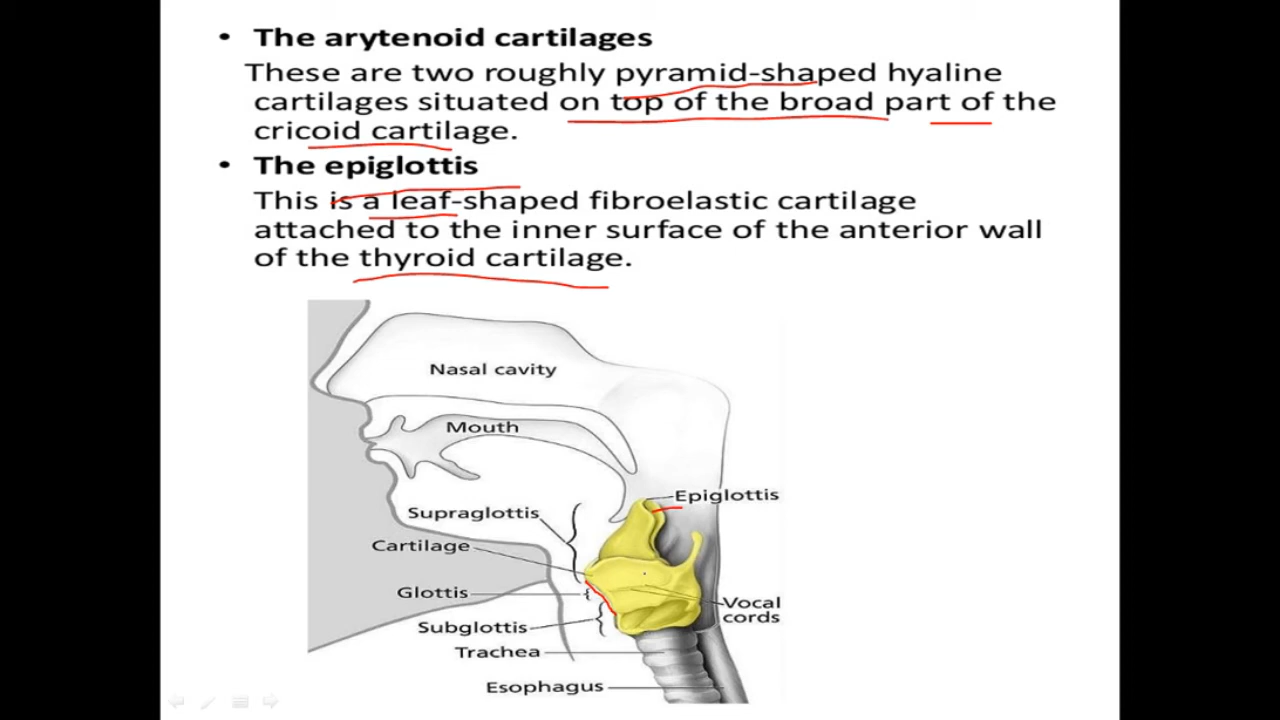 • The arytenoid cartilages
These are two roughly pyramid-shaped hyaline
cartilages situated on top of the broad part of the
cricoid cartilage.
• The epiglottis
This is a leaf-shaped fibroelastic cartilage
attached to the inner surface of the anterior wall
of the thyroid cartilage.
Nasal cavity
Mouth
Epiglottis
Supraglottis
Cartilage
Glottis
Vocal
cords
Subglottis
Trachea
Esophagus